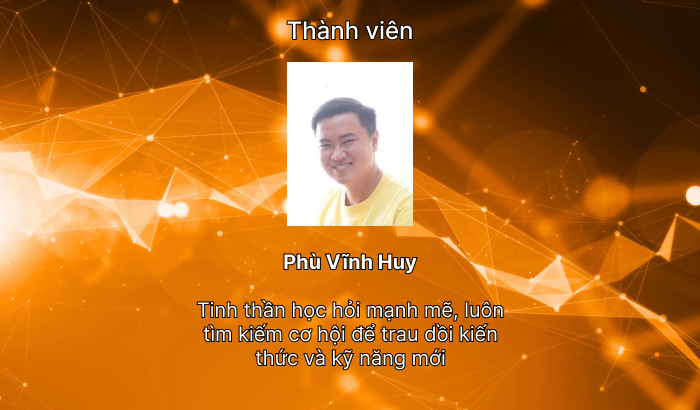 Thành viên
Phù Vĩnh Huy
Tinh thần học hỏi mạnh mẽ, luôn
tìm kiếm cơ hội để trau dồi kiến
thức và kỹ năng mới